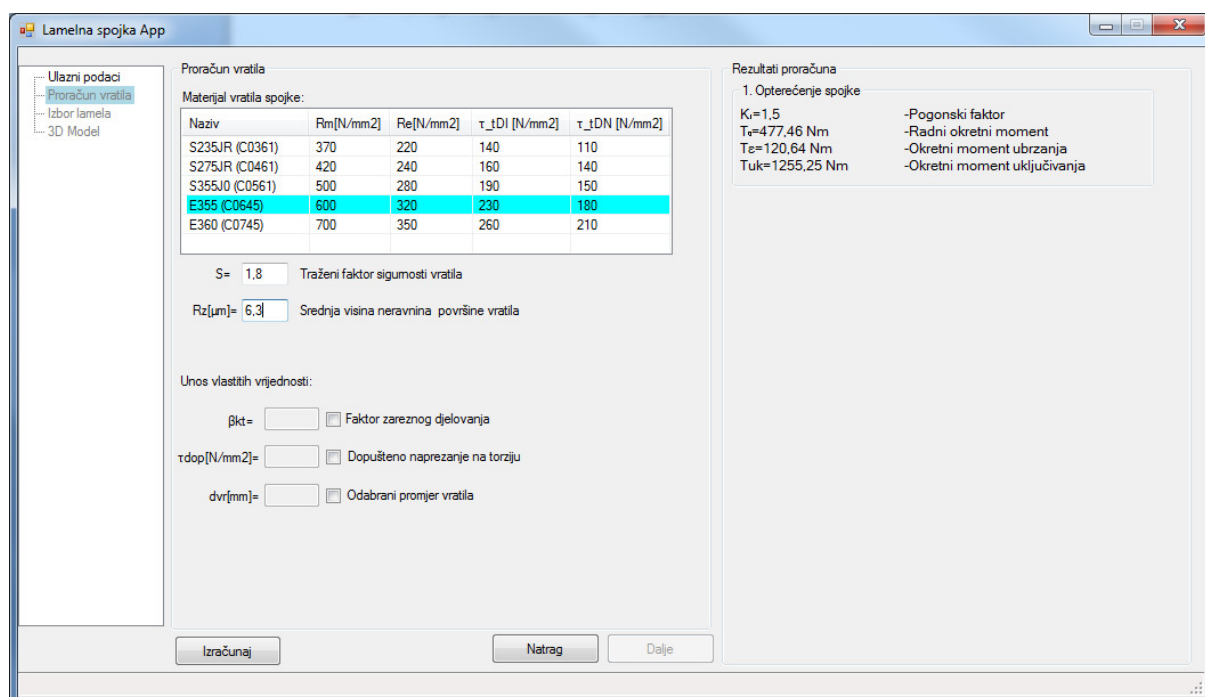 Lamelna spojka App
Ulazni podaci
Proračun vratila
Izbor lamela
3D Model
Proračun vratila
Materijal vratila spojke:
Naziv Rm[N/mm2] Re[N/mm2] τ_tDI [N/mm2] τ_tDN [N/mm2]
S235JR (C0361) 370 220 140 110
S275JR (C0461) 420 240 160 140
S355J0 (C0561) 500 280 190 150
E355 (C0645) 600 320 230 180
E360 (C0745) 700 350 260 210
S= 1,8 Traženi faktor sigurnosti vratila
Rz[µm]= 6,3 Srednja visina neravnina površine vratila
Unos vlastitih vrijednosti:
βkt= Faktor zareznog djelovanja
τdop[N/mm2]= Dopušteno naprezanje na torziju
dvr[mm]= Odabrani promjer vratila
Izračunaj
Natrag
Dalje
Rezultati proračuna
1. Opterećenje spojke
-Pogonski faktor
-Radni okretni moment
Tε=120,64 Nm -Okretni moment ubrzanja
Tuk=1255,25 Nm -Okretni moment uključivanja